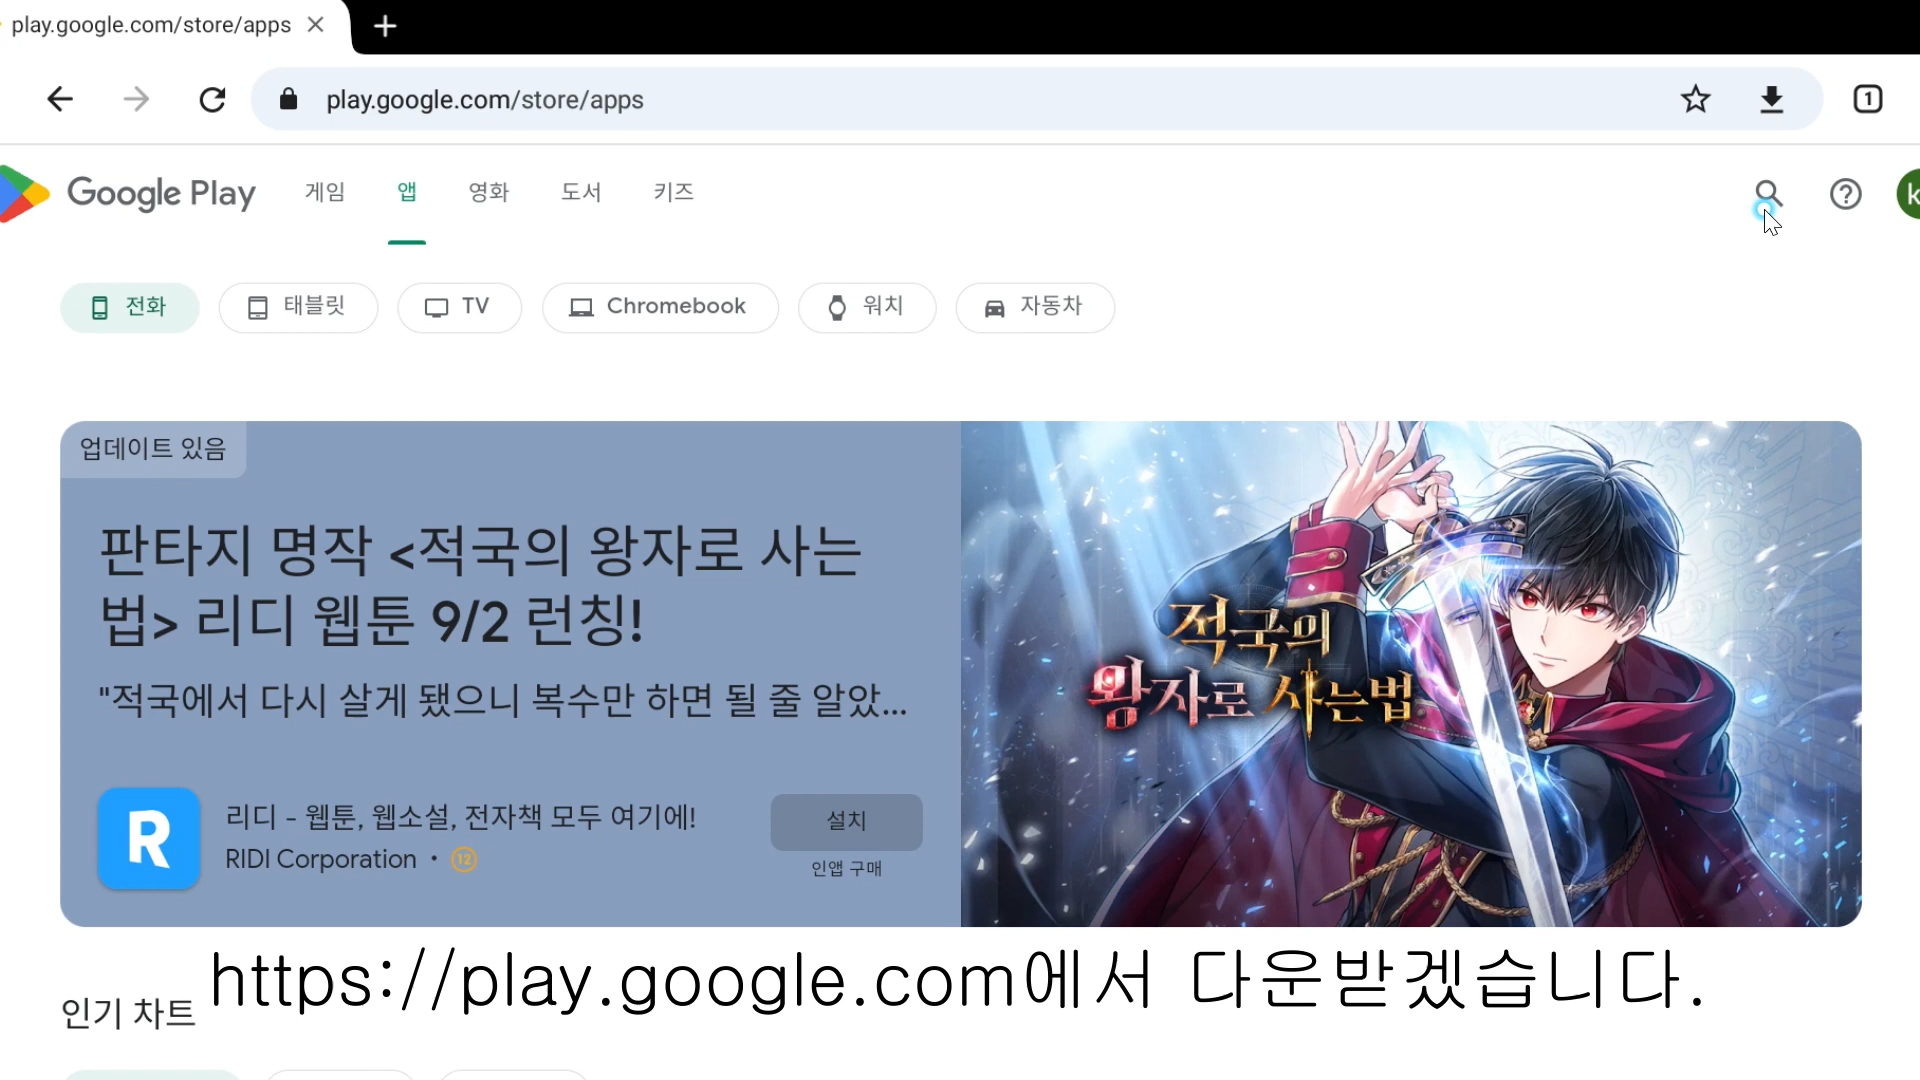 play.google.com/store/apps
play.google.com/store/apps
1
Google Play
게임
앱
영화
도서
키즈
k
전화
태블릿
TV
Chromebook
워치
자동차
업데이트 있음
판타지 명작 <적국의 왕자로 사는
법> 리디 웹툰 9/2 런칭!
"적국에서 다시 살게 됐으니 복수만 하면 될 줄 알았...
적국의
왕자로 사는법
R
리디 - 웹툰, 웹소설, 전자책 모두 여기에!
RIDI Corporation • 12
설치
인앱 구매
https://play.google.com에서 다운받겠습니다.
인기 차트